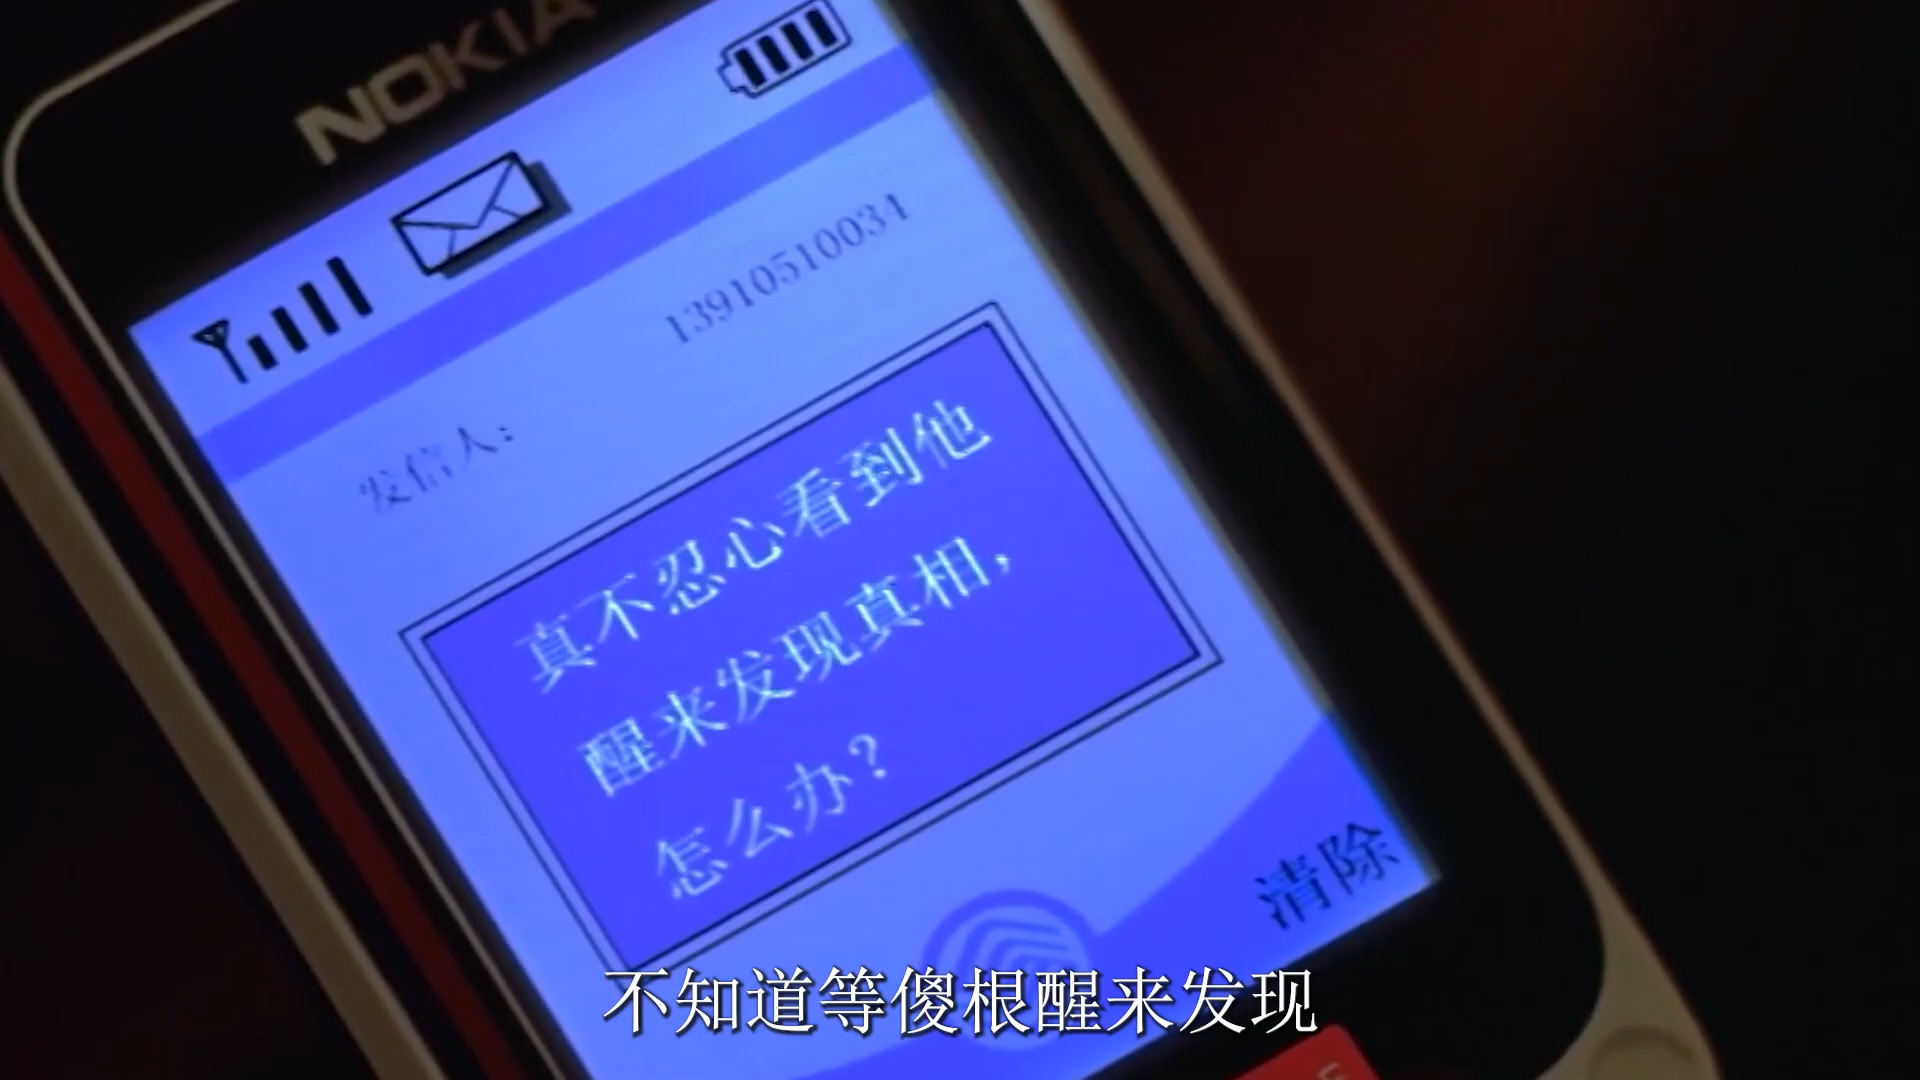 NOKIA
13910510034
发信人：
真不忍心看到他
醒来发现真相，
怎么办？
清除
不知道等傻根醒来发现